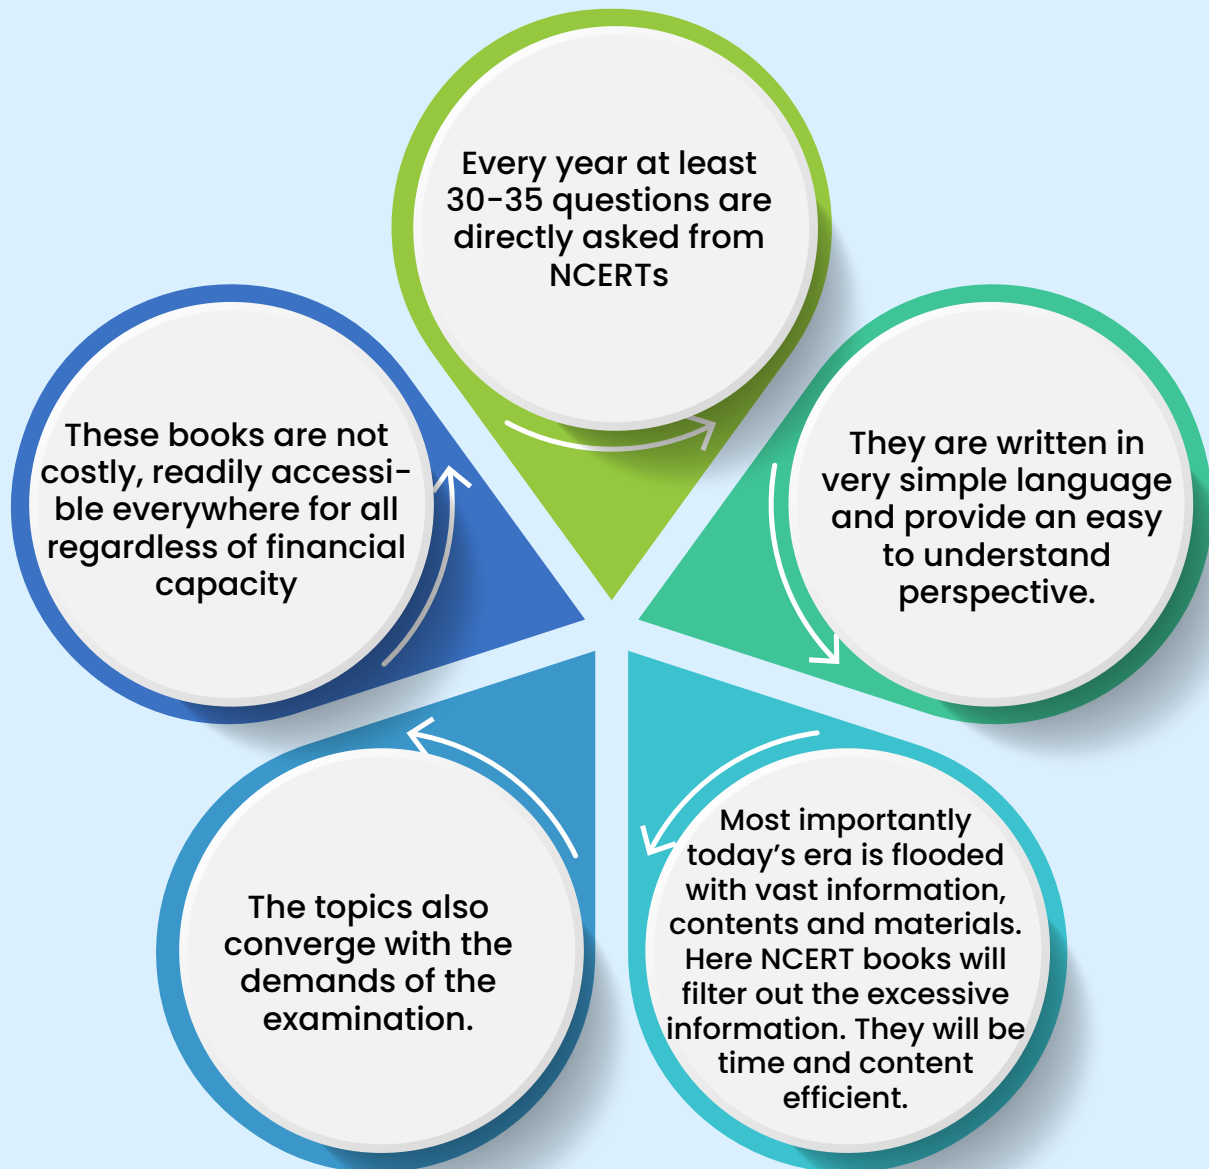 Every year at least
30-35 questions are
directly asked from
NCERTs
They are written in
very simple language
and provide an easy
to understand
perspective.
Most importantly
today's era is flooded
with vast information,
contents and materials.
Here NCERT books will
filter out the excessive
information. They will be
time and content
efficient.
The topics also
converge with the
demands of the
examination.
These books are not
costly, readily accessi-
ble everywhere for all
regardless of financial
capacity